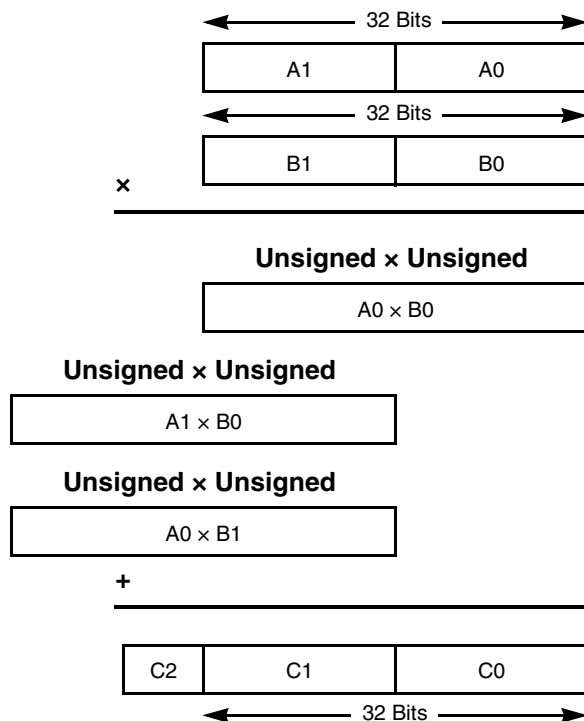 32 Bits
A1 A0
32 Bits
B1 B0
×
Unsigned × Unsigned
A0 × B0
Unsigned × Unsigned
A1 × B0
Unsigned × Unsigned
A0 × B1
+
C2 C1 C0
32 Bits